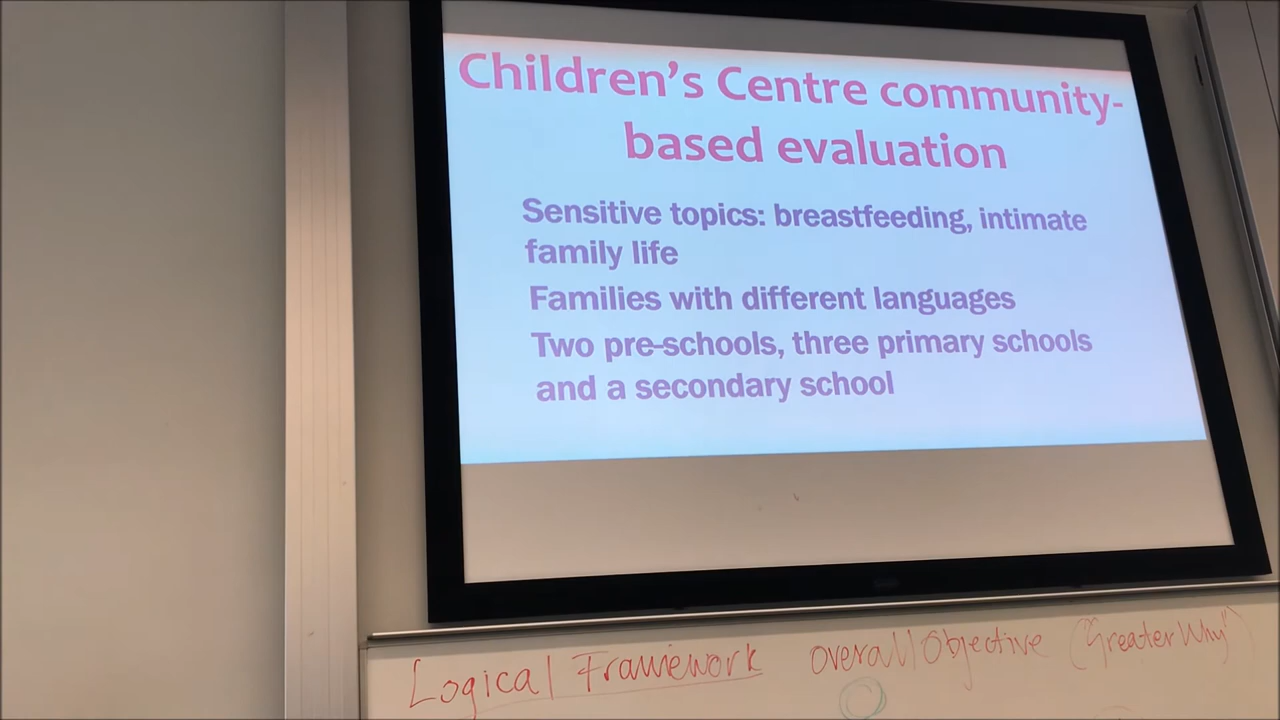 Children's Centre community-
based evaluation
Sensitive topics: breastfeeding, intimate
family life
Families with different languages
Two pre-schools, three primary schools
and a secondary school
Logical Framework overall Objective ("Greater Why")